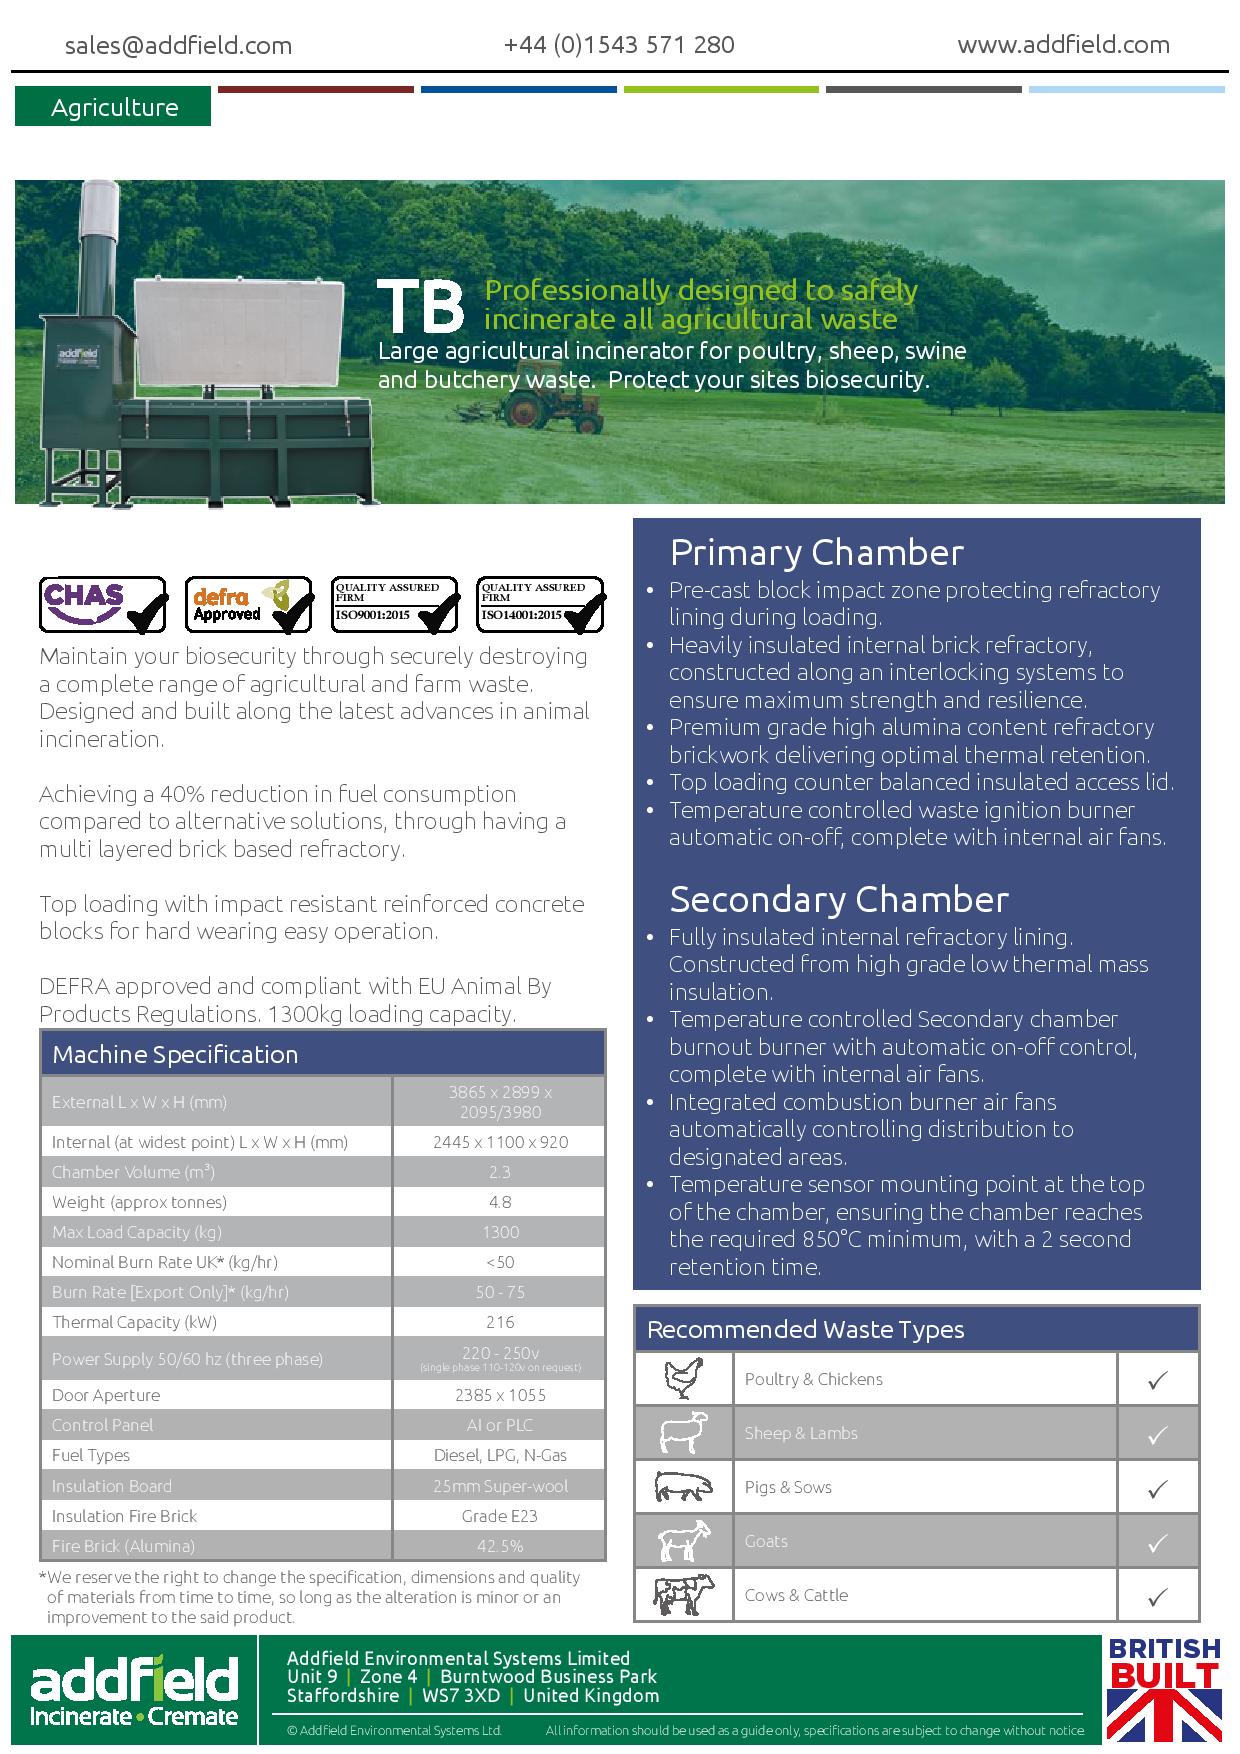 sales@addfield.com
+44 (0)1543 571 280
www.addfield.com
Agriculture
addfield
TB
Professionally designed to safely
incinerate all agricultural waste
Large agricultural incinerator for poultry, sheep, swine
and butchery waste. Protect your sites biosecurity.
CHAS
defra
Approved
QUALITY ASSURED
FIRM
ISO9001:2015
QUALITY ASSURED
FIRM
ISO14001:2015
Maintain your biosecurity through securely destroying
a complete range of agricultural and farm waste.
Designed and built along the latest advances in animal
incineration.
Achieving a 40% reduction in fuel consumption
compared to alternative solutions, through having a
multi layered brick based refractory.
Top loading with impact resistant reinforced concrete
blocks for hard wearing easy operation.
DEFRA approved and compliant with EU Animal By
Products Regulations. 1300kg loading capacity.
Machine Specification
External L x W x H (mm)
3865 x 2899 x
2095/3980
Internal (at widest point) L x W x H (mm)
2445 x 1100 x 920
Chamber Volume (m³)
2.3
Weight (approx tonnes)
4.8
Max Load Capacity (kg)
1300
Nominal Burn Rate UK* (kg/hr)
<50
Burn Rate [Export Only]* (kg/hr)
50 - 75
Thermal Capacity (kW)
216
Power Supply 50/60 hz (three phase)
220 - 250v
(single phase 110-120v on request)
Door Aperture
2385 x 1055
Control Panel
AI or PLC
Fuel Types
Diesel, LPG, N-Gas
Insulation Board
25mm Super-wool
Insulation Fire Brick
Grade E23
Fire Brick (Alumina)
42.5%
*We reserve the right to change the specification, dimensions and quality
of materials from time to time, so long as the alteration is minor or an
improvement to the said product.
Primary Chamber
• Pre-cast block impact zone protecting refractory
lining during loading.
• Heavily insulated internal brick refractory,
constructed along an interlocking systems to
ensure maximum strength and resilience.
• Premium grade high alumina content refractory
brickwork delivering optimal thermal retention.
• Top loading counter balanced insulated access lid.
• Temperature controlled waste ignition burner
automatic on-off, complete with internal air fans.
Secondary Chamber
• Fully insulated internal refractory lining.
Constructed from high grade low thermal mass
insulation.
• Temperature controlled Secondary chamber
burnout burner with automatic on-off control,
complete with internal air fans.
• Integrated combustion burner air fans
automatically controlling distribution to
designated areas.
• Temperature sensor mounting point at the top
of the chamber, ensuring the chamber reaches
the required 850°C minimum, with a 2 second
retention time.
Recommended Waste Types
Poultry & Chickens ✓
Sheep & Lambs ✓
Pigs & Sows ✓
Goats ✓
Cows & Cattle ✓
addfield
Incinerate • Cremate
Addfield Environmental Systems Limited
Unit 9 | Zone 4 | Burntwood Business Park
Staffordshire | WS7 3XD | United Kingdom
© Addfield Environmental Systems Ltd.
All information should be used as a guide only, specifications are subject to change without notice.
BRITISH
BUILT